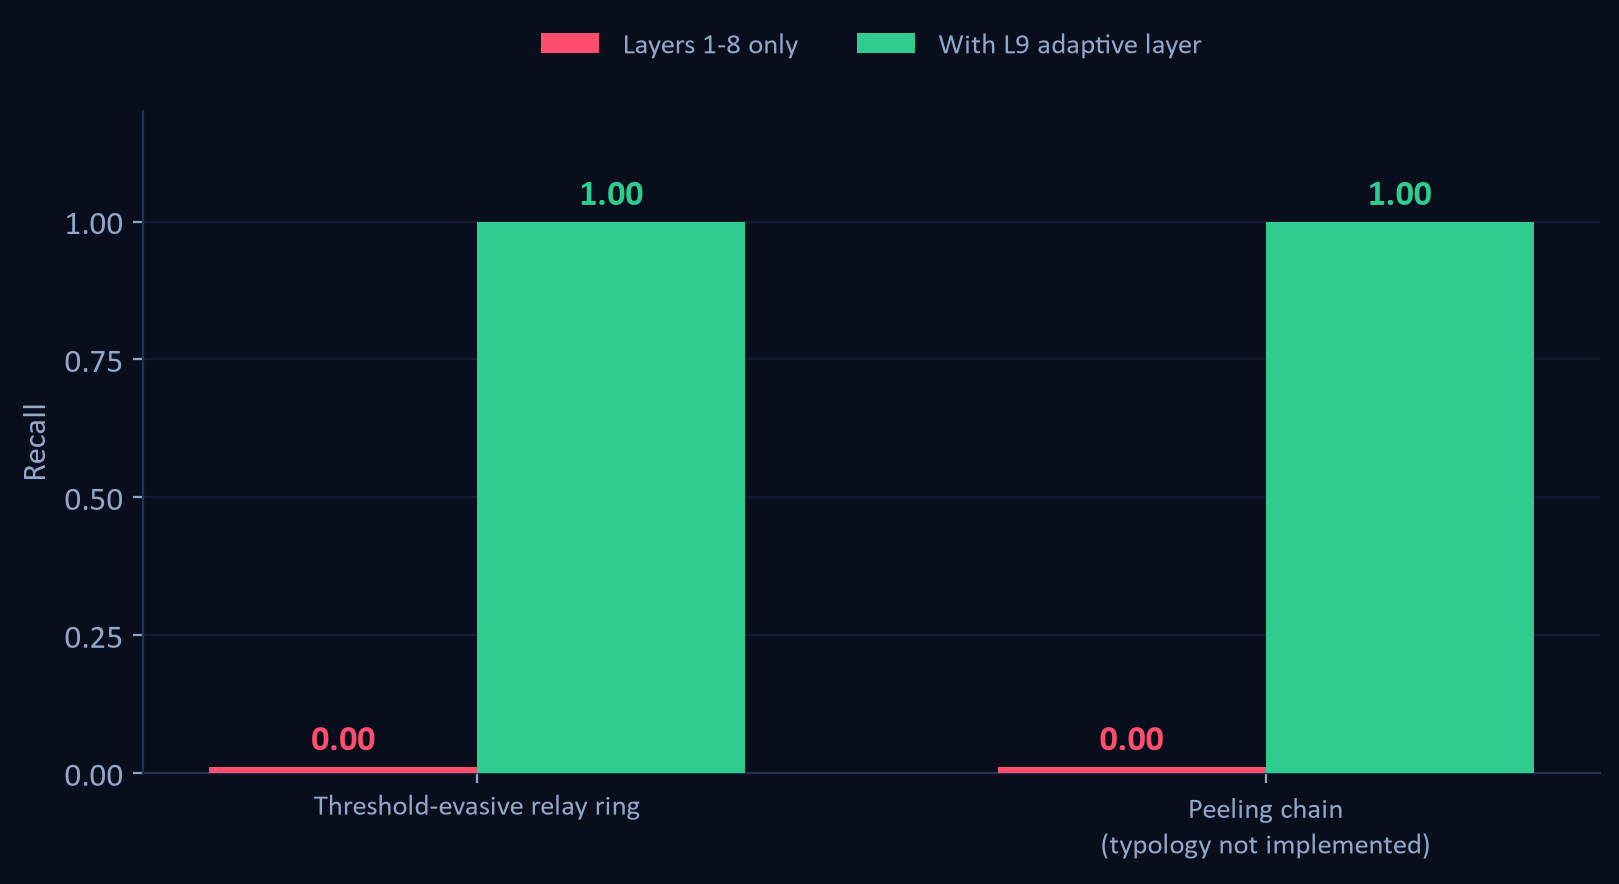 Layers 1-8 only
With L9 adaptive layer
1.00
1.00
1.00
0.75
0.50
0.25
0.00
Recall
0.00
0.00
Threshold-evasive relay ring
Peeling chain
(typology not implemented)